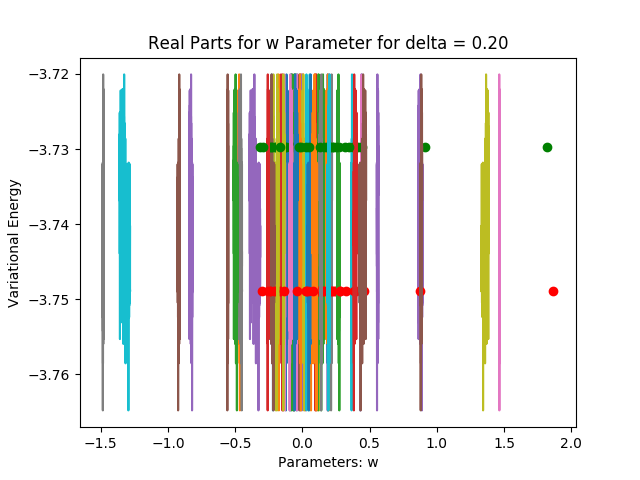 Real Parts for w Parameter for delta = 0.20
−3.72
−3.73
−3.74
−3.75
−3.76
Variational Energy
−1.5 −1.0 −0.5 0.0 0.5 1.0 1.5 2.0
Parameters: w